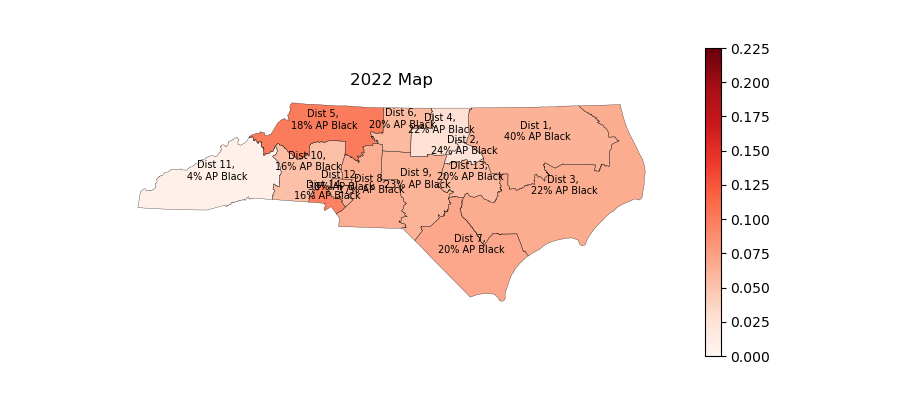 2022 Map
Dist 5,
18% AP Black
Dist 6,
20% AP Black
Dist 4,
22% AP Black
Dist 1,
40% AP Black
Dist 2,
24% AP Black
Dist 10,
16% AP Black
Dist 11,
4% AP Black
Dist 13,
20% AP Black
Dist 12,
Dist 8,
AP Black
Dist 9,
23% AP Black
Dist 3,
22% AP Black
Dist 14,
16% AP Black
Dist 7,
20% AP Black
0.225
0.200
0.175
0.150
0.125
0.100
0.075
0.050
0.025
0.000